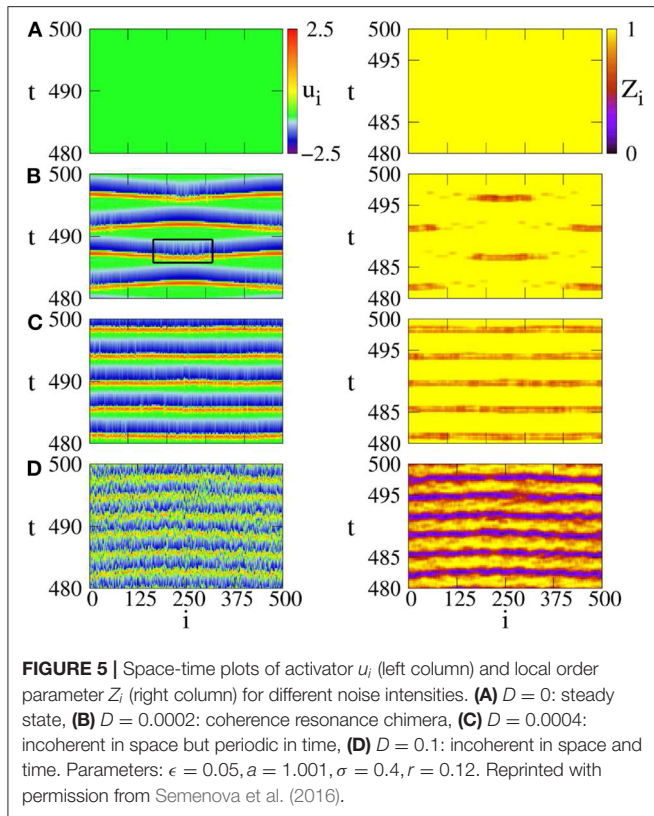 A
500
t 490
480
2.5
u_i
−2.5
500
495
t
485
480
1
Z_i
0
B
500
t 490
480
500
495
t
485
480
C
500
t 490
480
500
495
t
485
480
D
500
t 490
480
0 125 250 375 500
i
500
495
t
485
480
0 125 250 375 500
i
FIGURE 5 | Space-time plots of activator u_i (left column) and local order
parameter Z_i (right column) for different noise intensities. (A) D = 0: steady
state, (B) D = 0.0002: coherence resonance chimera, (C) D = 0.0004:
incoherent in space but periodic in time, (D) D = 0.1: incoherent in space and
time. Parameters: ϵ = 0.05, a = 1.001, σ = 0.4, r = 0.12. Reprinted with
permission from Semenova et al. (2016).